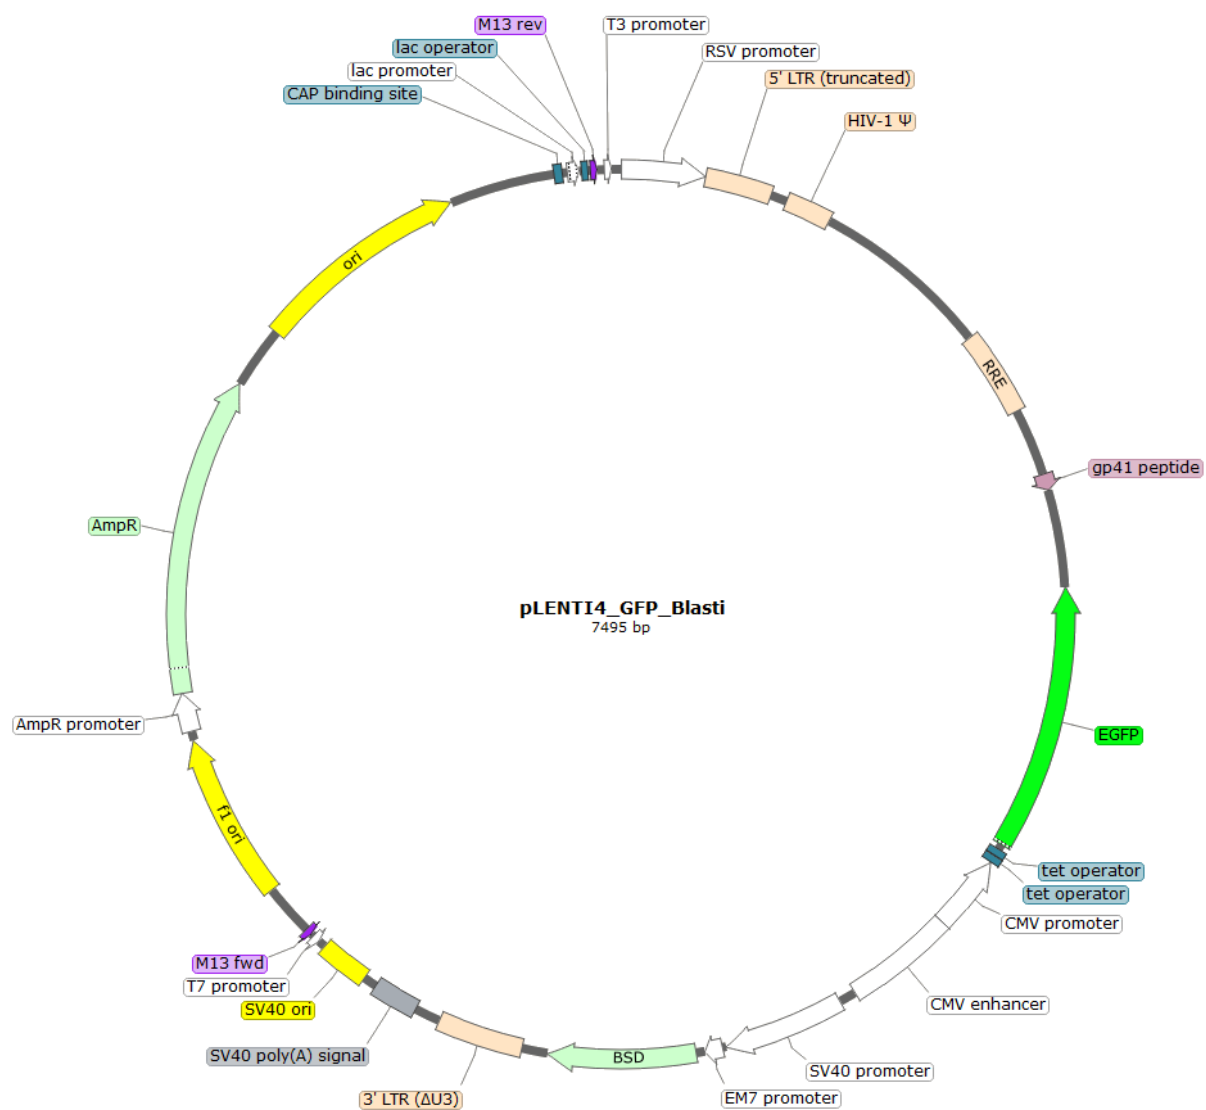 M13 rev
T3 promoter
lac operator
RSV promoter
lac promoter
5' LTR (truncated)
CAP binding site
HIV-1 Ψ
ori
RRE
gp41 peptide
AmpR
pLENTI4_GFP_Blasti
7495 bp
AmpR promoter
EGFP
f1 ori
tet operator
tet operator
CMV promoter
M13 fwd
T7 promoter
SV40 ori
CMV enhancer
SV40 poly(A) signal
BSD
SV40 promoter
3' LTR (ΔU3)
EM7 promoter